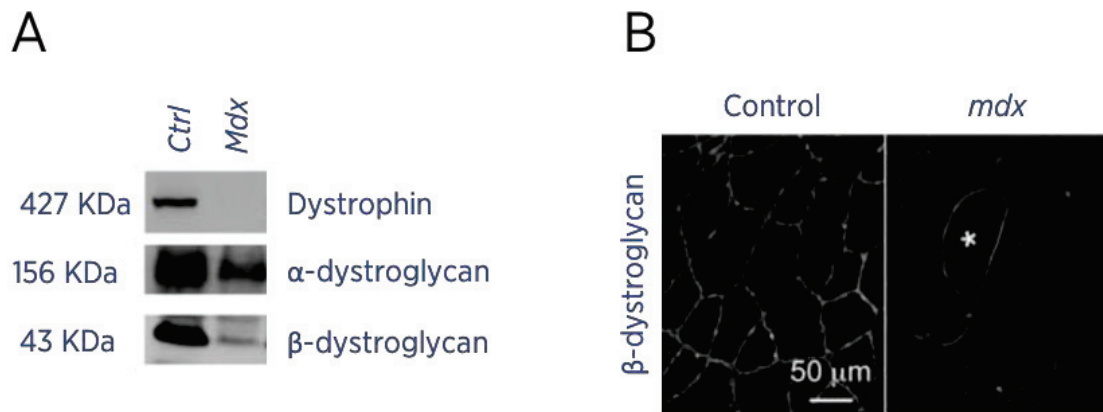 A
Ctrl Mdx
427 KDa Dystrophin
156 KDa α-dystroglycan
43 KDa β-dystroglycan
B
Control mdx
β-dystroglycan
*
50 μm